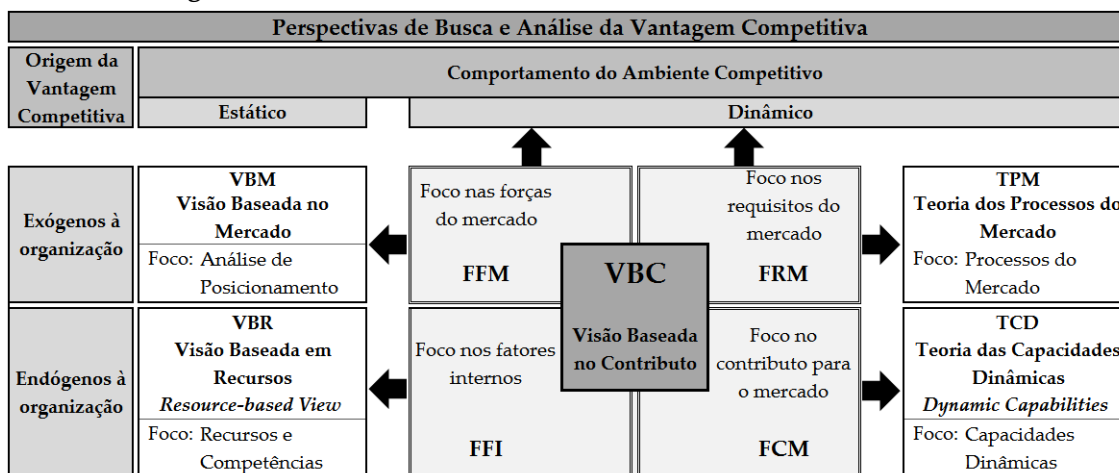 Perspectivas de Busca e Análise da Vantagem Competitiva
Origem da
Vantagem
Competitiva
Comportamento do Ambiente Competitivo
Estático
Dinâmico
Exógenos à
organização
VBM
Visão Baseada no
Mercado
Foco: Análise de
Posicionamento
Foco nas forças
do mercado
FFM
Foco nos
requisitos do
mercado
FRM
TPM
Teoria dos Processos do
Mercado
Foco: Processos do
Mercado
VBC
Visão Baseada
no Contributo
Endógenos à
organização
VBR
Visão Baseada em
Recursos
Resource-based View
Foco: Recursos e
Competências
Foco nos fatores
internos
FFI
Foco no
contributo para
o mercado
FCM
TCD
Teoria das Capacidades
Dinâmicas
Dynamic Capabilities
Foco: Capacidades
Dinâmicas